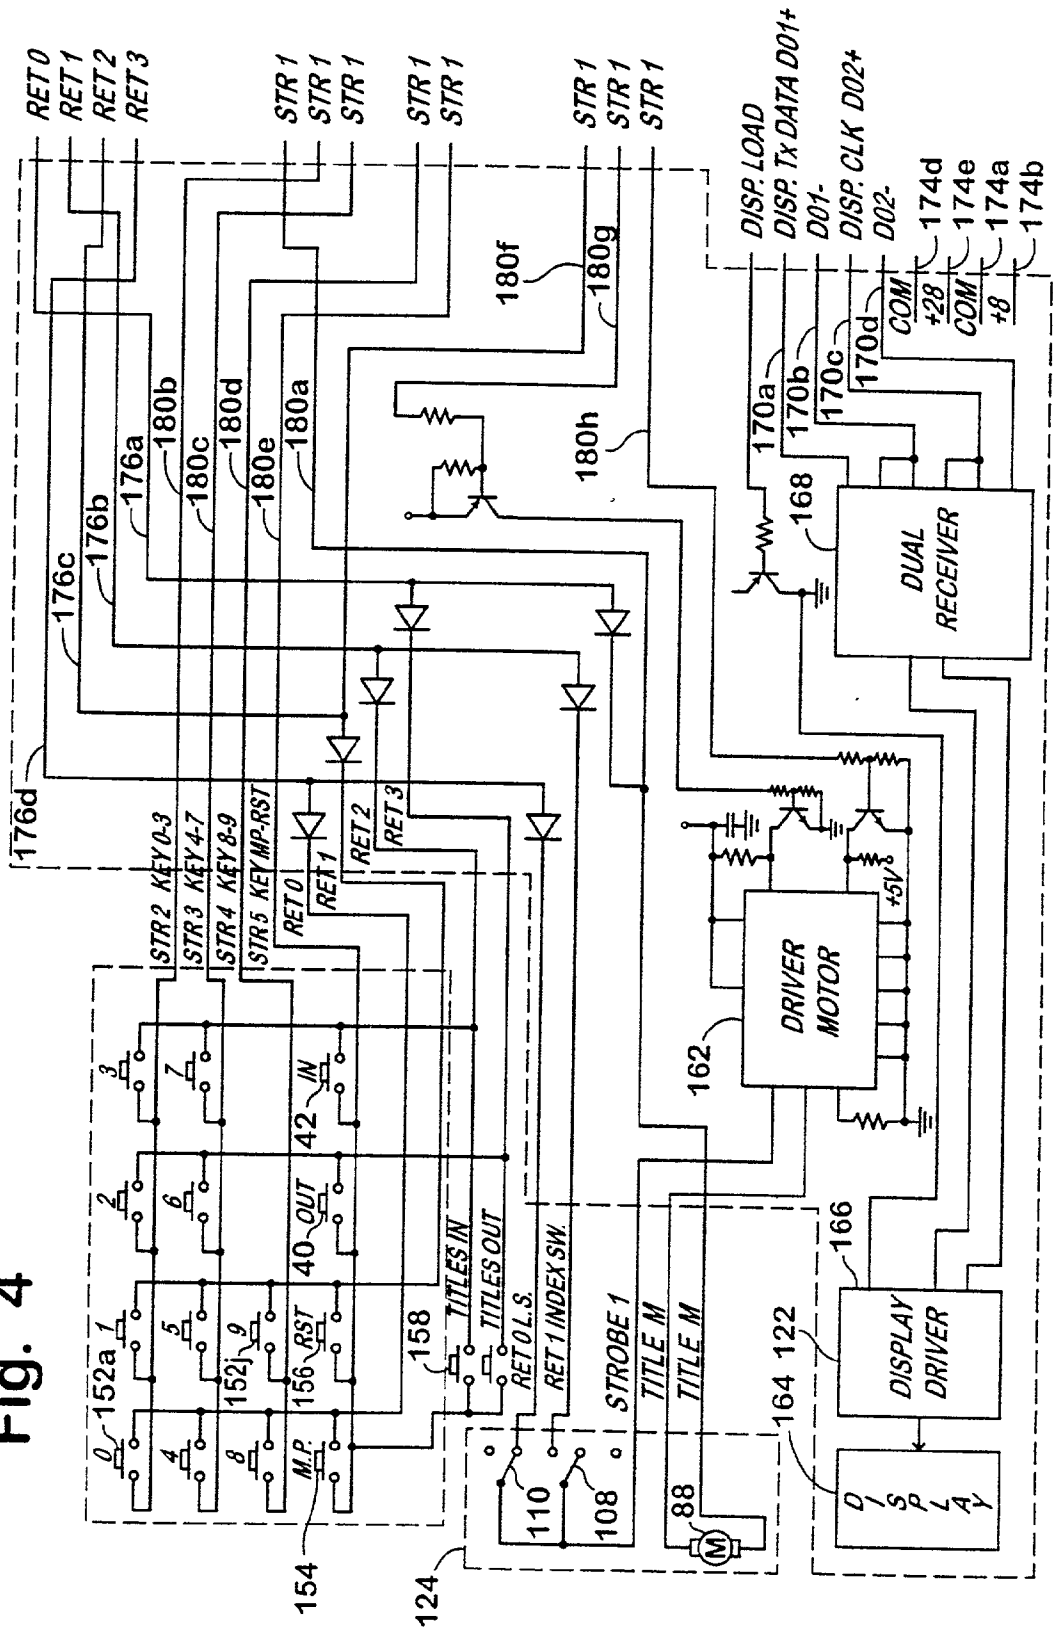 Fig. 4
RET 0
RET 1
RET 2
RET 3
STR 1
STR 1
STR 1
STR 1
STR 1
STR 1
STR 1
STR 1
DISP. LOAD
DISP. Tx DATA D01+
D01-
DISP. CLK D02+
D02-
COM
174d
+28
174e
COM
174a
+8
174b
176d
176c
176b
176a
180b
180c
180d
180e
180a
180f
180g
180h
170a
170b
170c
170d
168
DUAL
RECEIVER
STR 2 KEY 0-3
STR 3 KEY 4-7
STR 4 KEY 8-9
STR 5 KEY MP-RST
RET 0
RET 1
RET 2
RET 3
0
152a
1
2
3
4
5
6
7
8
152j
9
M.P.
154
156
RST
40
OUT
42
IN
158
TITLES IN
TITLES OUT
RET 0 L.S.
RET 1 INDEX SW.
STROBE 1
TITLE M
TITLE M
124
110
108
88
M
162
DRIVER
MOTOR
+5V
166
164
122
DISPLAY
DRIVER
DISPLAY